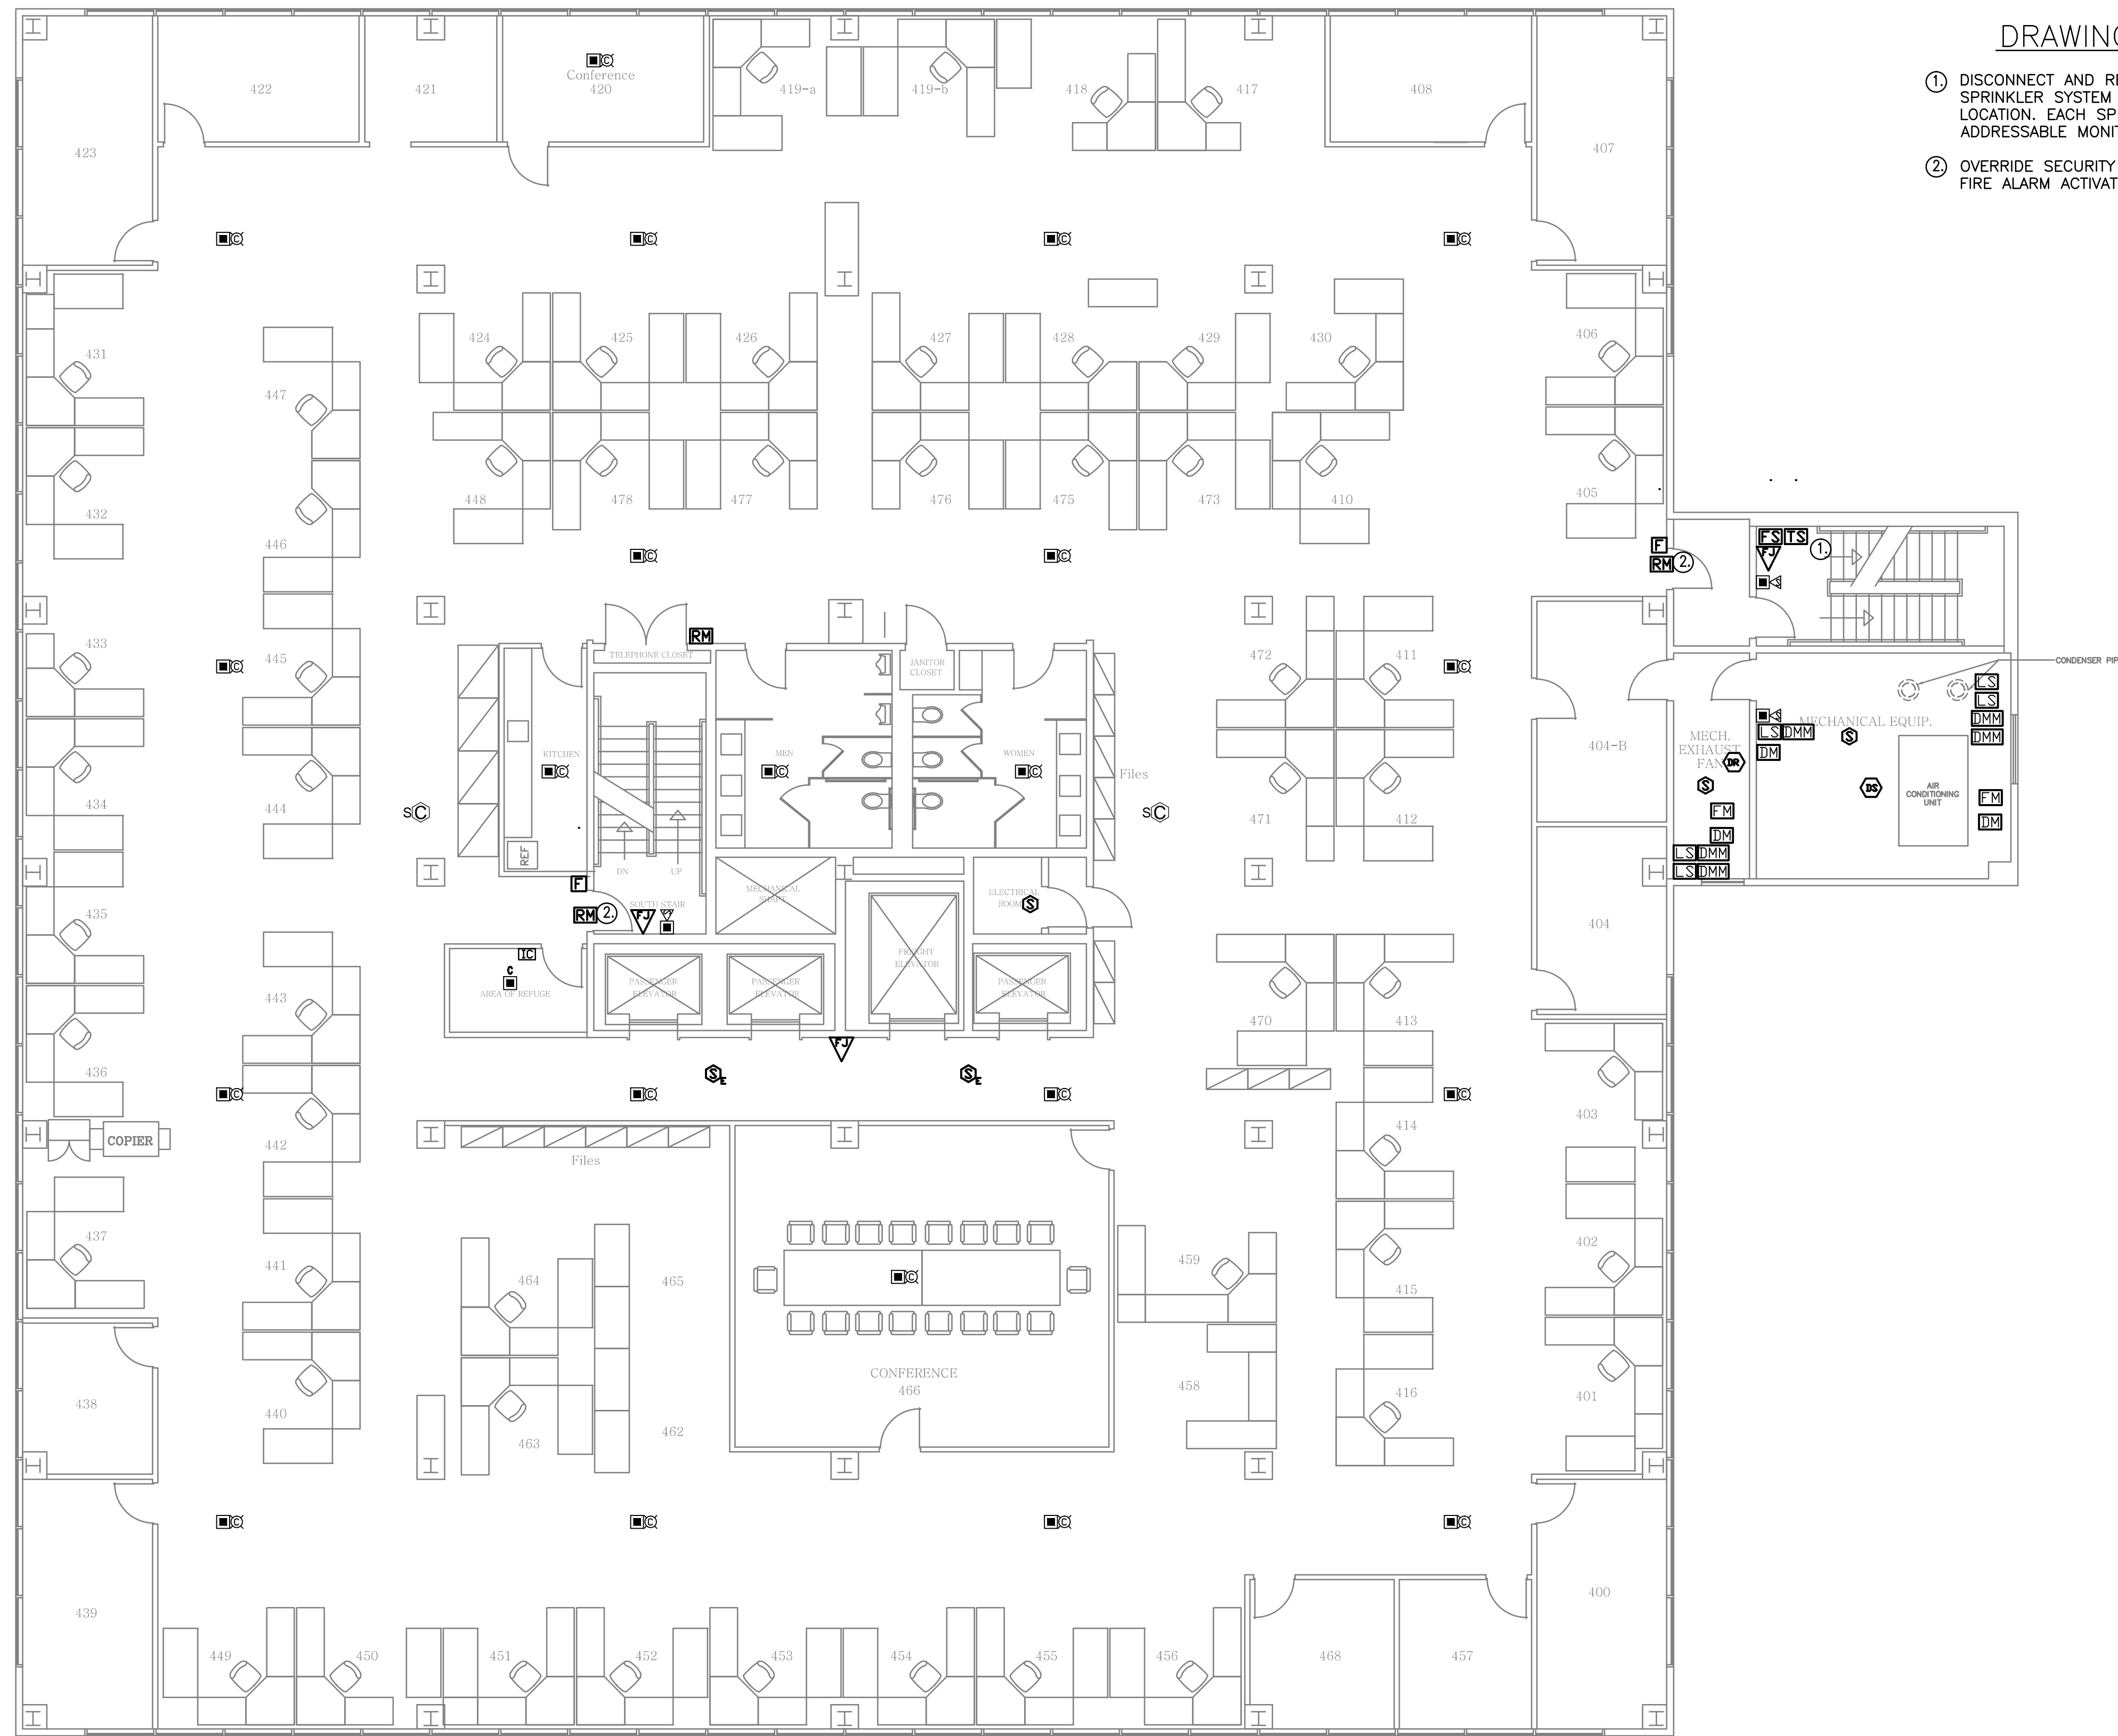 DRAWING
1. DISCONNECT AND RE
SPRINKLER SYSTEM
LOCATION. EACH SP
ADDRESSABLE MONIT
2. OVERRIDE SECURITY
FIRE ALARM ACTIVAT
C
Conference
422
421
420
419-a
419-b
418
417
408
423
407
C
C
C
C
431
424
425
426
427
428
429
430
406
447
432
446
448
478
477
476
475
473
410
405
C
C
F
RM 2.
FS TS
FJ
1.
433
445
RM
TELEPHONE CLOSET
JANITOR
CLOSET
472
411
C
C
CONDENSER PIP
LS
LS
DMM
DMM
MECHANICAL EQUIP.
LS DMM
DM
S
MECH.
EXHAUST
FAN
DR
S
DS
AIR
CONDITIONING
UNIT
FM
DM
FM
DM
LS DMM
LS DMM
KITCHEN
C
MEN
C
WOMEN
C
Files
404-B
434
444
S C
S C
471
412
REF
DN
UP
F
MECHANICAL
SHAFT
ELECTRICAL
ROOM
S
SOUTH STAIR
RM 2.
FJ
435
404
IC
C
AREA OF REFUGE
PASSENGER
ELEVATOR
PASSENGER
ELEVATOR
FREIGHT
ELEVATOR
PASSENGER
ELEVATOR
443
470
413
436
FJ
S E
S E
C
C
C
C
403
COPIER
442
Files
414
437
441
464
465
C
459
402
415
438
440
463
462
CONFERENCE
466
458
416
401
C
C
C
C
439
400
449
450
451
452
453
454
455
456
468
457